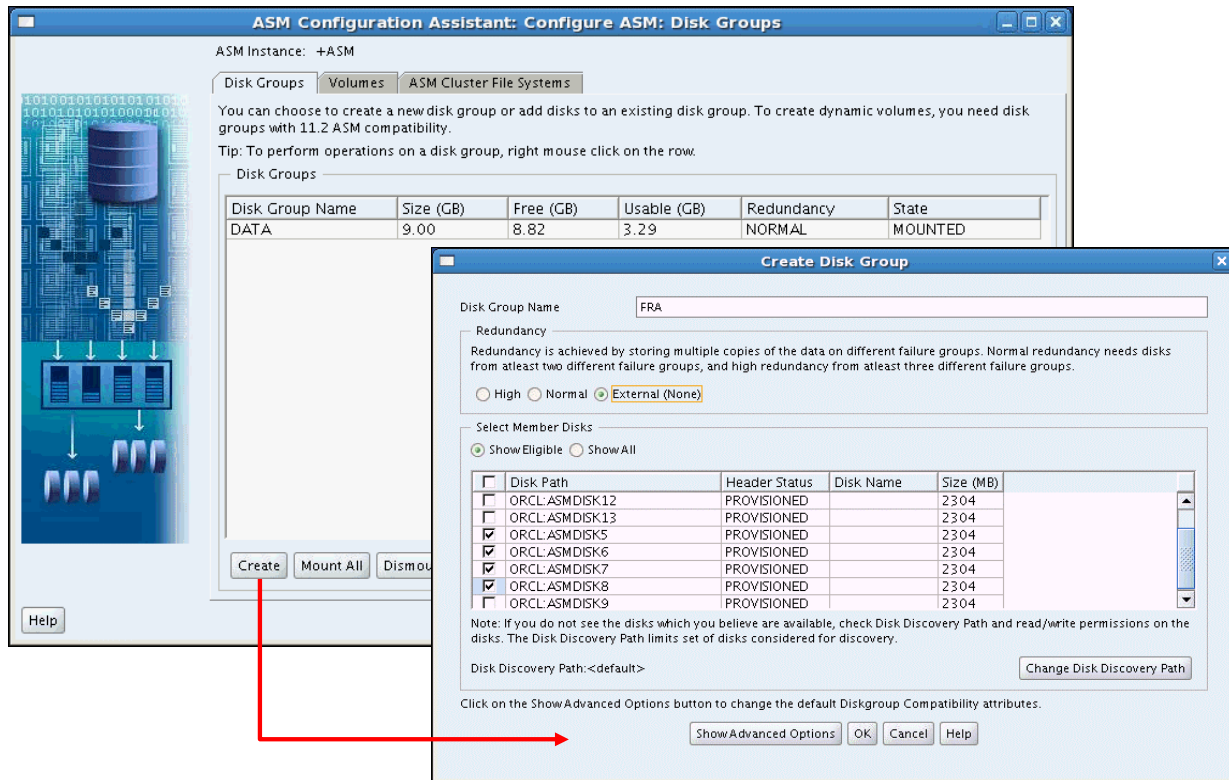 ASM Configuration Assistant: Configure ASM: Disk Groups
ASM Instance: +ASM
Disk Groups Volumes ASM Cluster File Systems
You can choose to create a new disk group or add disks to an existing disk group. To create dynamic volumes, you need disk
groups with 11.2 ASM compatibility.
Tip: To perform operations on a disk group, right mouse click on the row.
Disk Groups
Disk Group Name Size (GB) Free (GB) Usable (GB) Redundancy State
DATA 9.00 8.82 3.29 NORMAL MOUNTED
Create Mount All Dismou
Help
Create Disk Group
Disk Group Name FRA
Redundancy
Redundancy is achieved by storing multiple copies of the data on different failure groups. Normal redundancy needs disks
from atleast two different failure groups, and high redundancy from atleast three different failure groups.
High Normal External (None)
Select Member Disks
Show Eligible Show All
Disk Path Header Status Disk Name Size (MB)
ORCL:ASMDISK12 PROVISIONED 2304
ORCL:ASMDISK13 PROVISIONED 2304
ORCL:ASMDISK5 PROVISIONED 2304
ORCL:ASMDISK6 PROVISIONED 2304
ORCL:ASMDISK7 PROVISIONED 2304
ORCL:ASMDISK8 PROVISIONED 2304
ORCL:ASMDISK9 PROVISIONED 2304
Note: If you do not see the disks which you believe are available, check Disk Discovery Path and read/write permissions on the
disks. The Disk Discovery Path limits set of disks considered for discovery.
Disk Discovery Path:<default> Change Disk Discovery Path
Click on the Show Advanced Options button to change the default Diskgroup Compatibility attributes.
Show Advanced Options OK Cancel Help